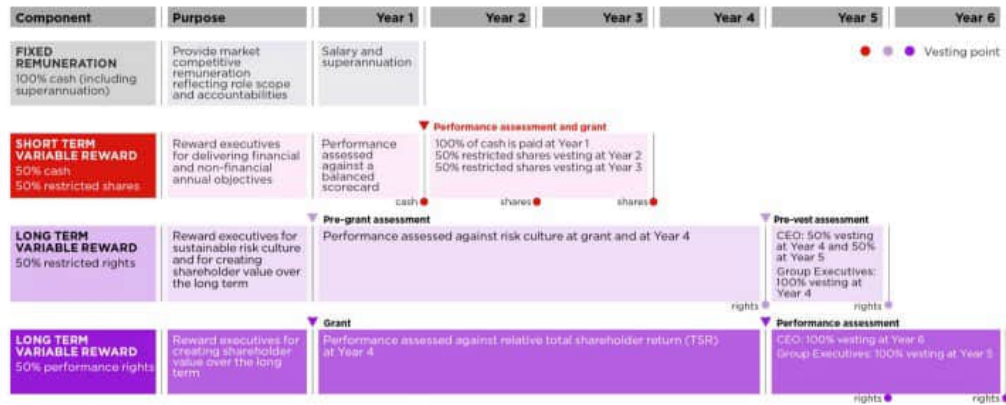 Component Purpose Year 1 Year 2 Year 3 Year 4 Year 5 Year 6
FIXED
REMUNERATION
100% cash (including
superannuation)
Provide market
competitive
remuneration
reflecting role scope
and accountabilities
Salary and
superannuation
Vesting point
SHORT TERM
VARIABLE REWARD
50% cash
50% restricted shares
Reward executives
for delivering financial
and non-financial
annual objectives
Performance
assessed
against a
balanced
scorecard
Performance assessment and grant
100% of cash is paid at Year 1
50% restricted shares vesting at Year 2
50% restricted shares vesting at Year 3
cash
shares
shares
LONG TERM
VARIABLE REWARD
50% restricted rights
Reward executives for
sustainable risk culture
and for creating
shareholder value over
the long term
Pre-grant assessment
Performance assessed against risk culture at grant and at Year 4
Pre-vest assessment
CEO: 50% vesting
at Year 4 and 50%
at Year 5
Group Executives:
100% vesting at
Year 4
rights
rights
LONG TERM
VARIABLE REWARD
50% performance rights
Reward executives for
creating shareholder
value over the long
term
Grant
Performance assessed against relative total shareholder return (TSR)
at Year 4
Performance assessment
CEO: 100% vesting at Year 6
Group Executives: 100% vesting at Year 5
rights
rights